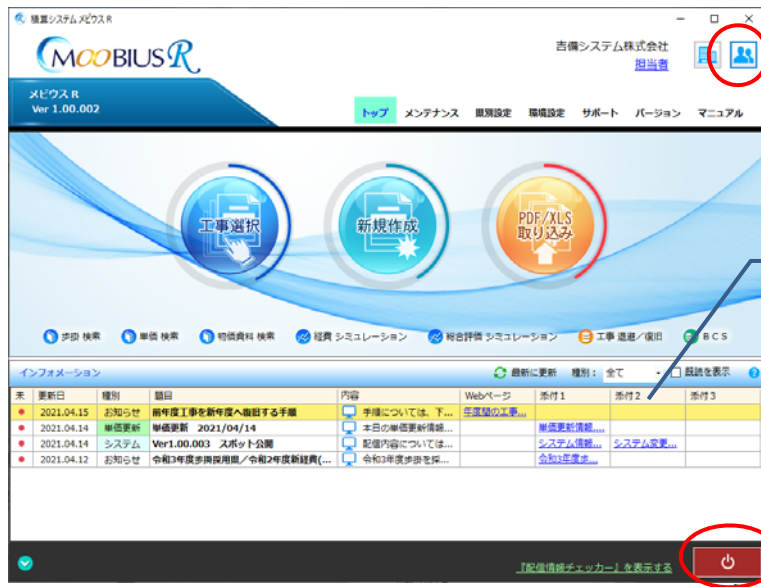 積算システム メビウス R
MOOBIUS R
吉備システム株式会社
担当者
メビウス R
Ver 1.00.002
トップ メンテナンス 県別設定 環境設定 サポート バージョン マニュアル
工事選択
新規作成
PDF/XLS
取り込み
歩掛 検索 単価 検索 物価資料 検索 経費 シミュレーション 総合評価 シミュレーション 工事 退避/復旧 BCS
インフォメーション 最新に更新 種別: 全て 既読を表示
未 更新日 種別 題目 内容 Webページ 添付1 添付2 添付3
2021.04.15 お知らせ 前年度工事を新年度へ復旧する手順 手順については、下... 年度間の工事...
2021.04.14 単価更新 単価更新 2021/04/14 本日の単価更新情報... 単価更新情報....
2021.04.14 システム Ver1.00.003 スポット公開 配信内容については... システム情報... システム変更...
2021.04.12 お知らせ 令和3年度歩掛採用県/令和2年度新経費(... 令和3年度歩掛を採... 令和3年度歩...
『配信情報チェッカー』を表示する